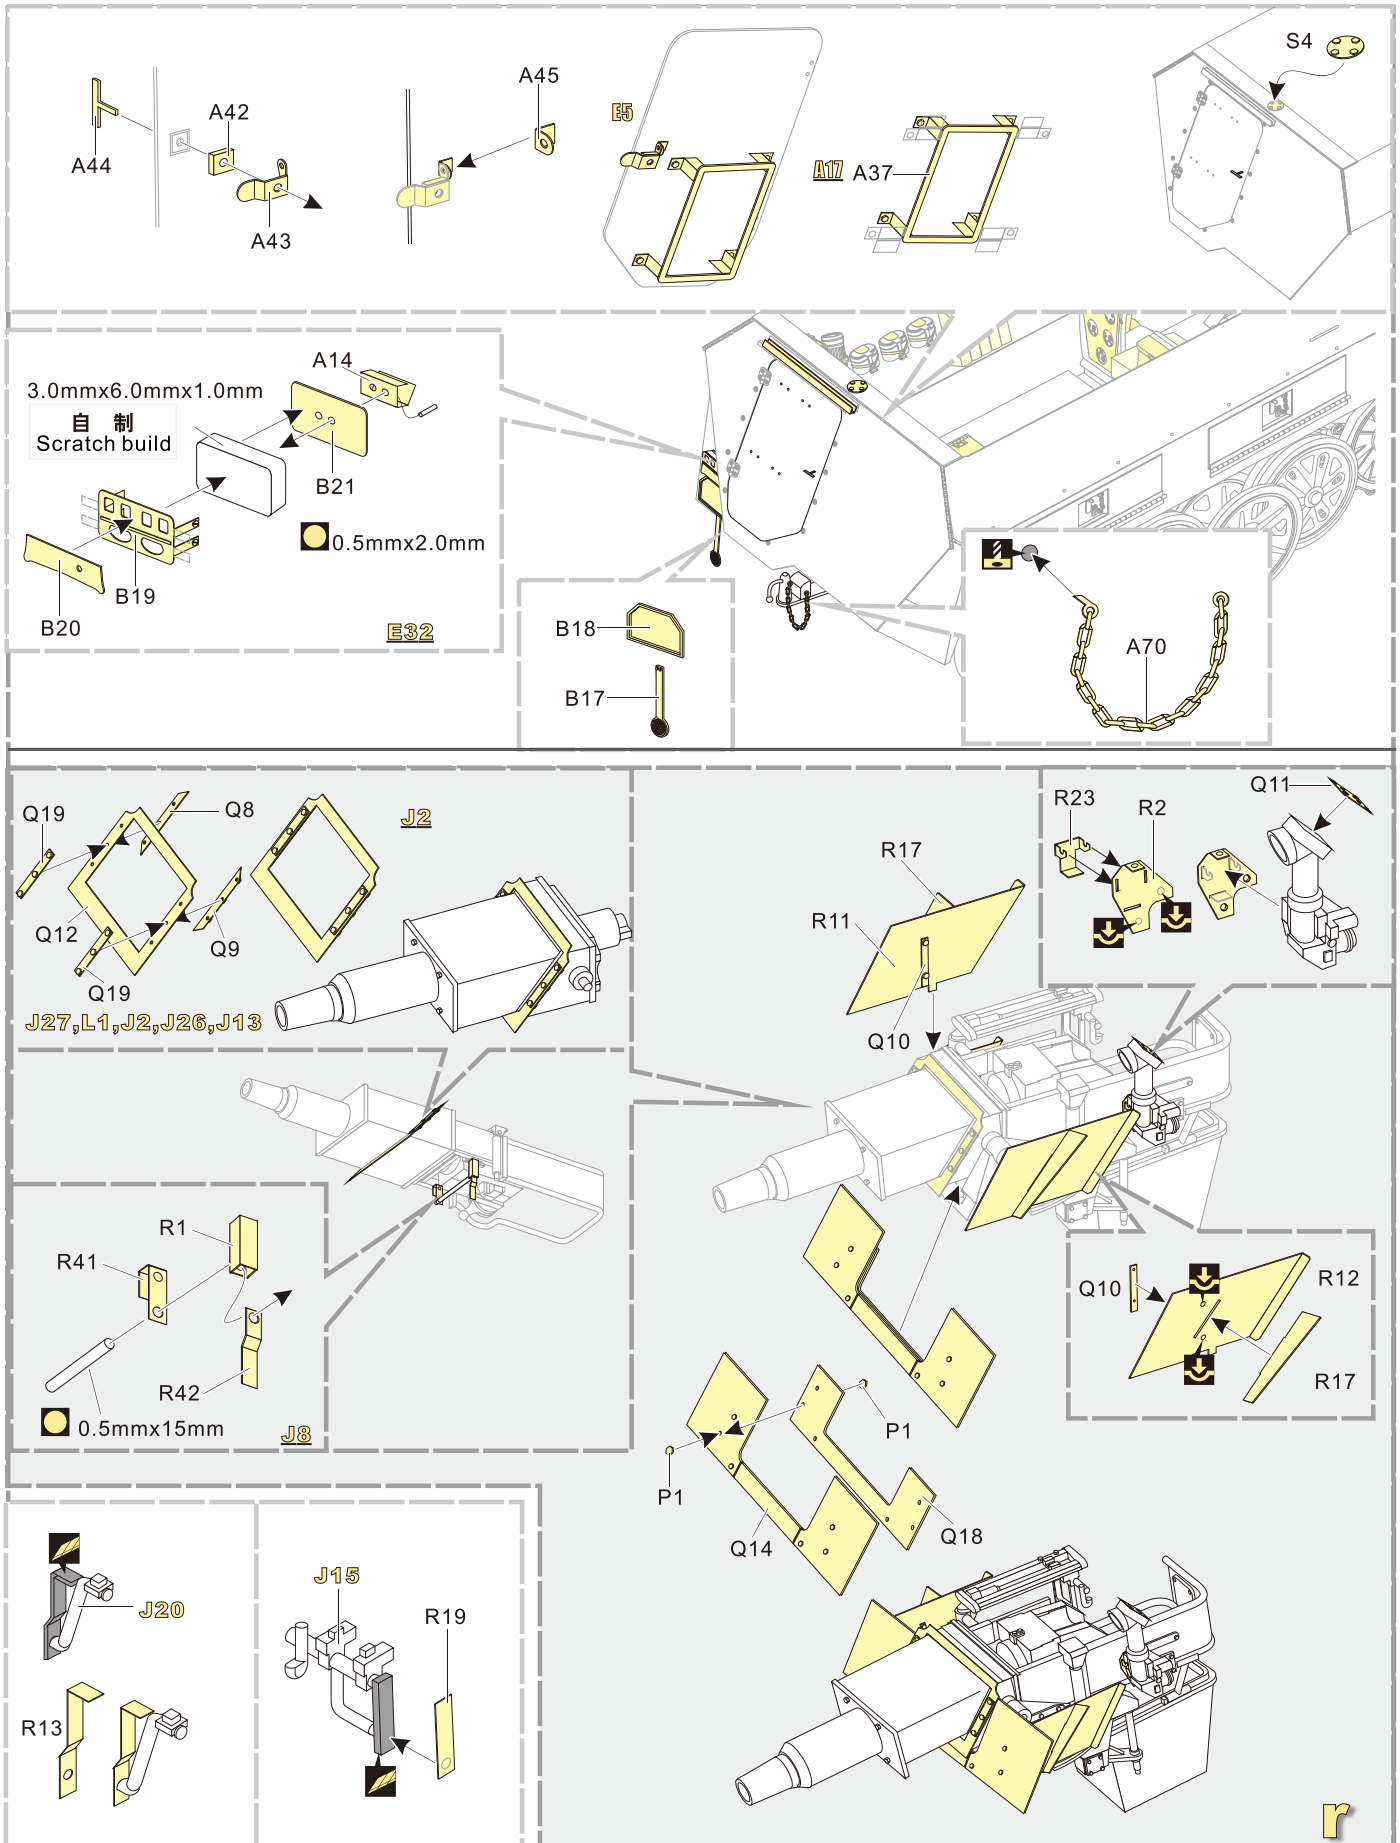 S4
A45
A42
E5
A44
A17 A37
A43
A14
3.0mmx6.0mmx1.0mm
自 制
Scratch build
B21
0.5mmx2.0mm
B19
B20
E32
B18
B17
A70
Q19
Q8
J2
Q12
Q9
Q19
J27,L1,J2,J26,J13
R17
R11
Q10
R23
R2
Q11
R1
R41
R42
0.5mmx15mm
J8
Q10
R12
R17
P1
P1
Q14
Q18
J20
R13
J15
R19
r